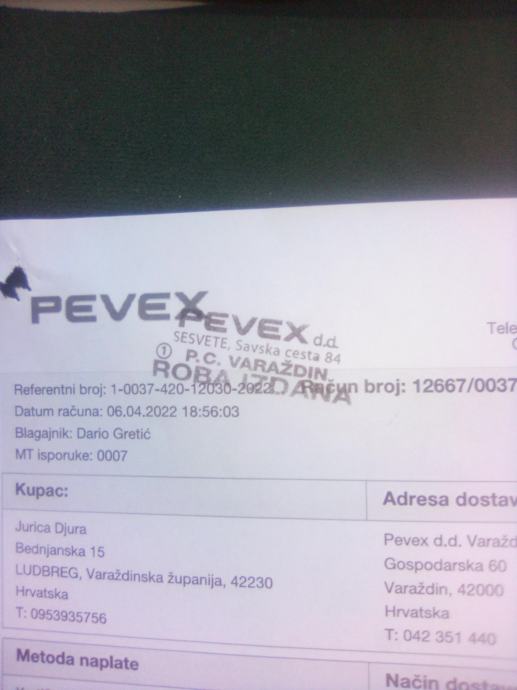 PEVEX
PEVEX d.d.
SESVETE, Savska cesta 84
① P.C. VARAŽDIN
ROBA IZDANA
Tele
Referentni broj: 1-0037-420-12030-2022
Račun broj: 12667/0037
Datum računa: 06.04.2022 18:56:03
Blagajnik: Dario Gretić
MT isporuke: 0007
Kupac:
Jurica Djura
Bednjanska 15
LUDBREG, Varaždinska županija, 42230
Hrvatska
T: 0953935756
Adresa dostav
Pevex d.d. Varažd
Gospodarska 60
Varaždin, 42000
Hrvatska
T: 042 351 440
Metoda naplate
Način dostav